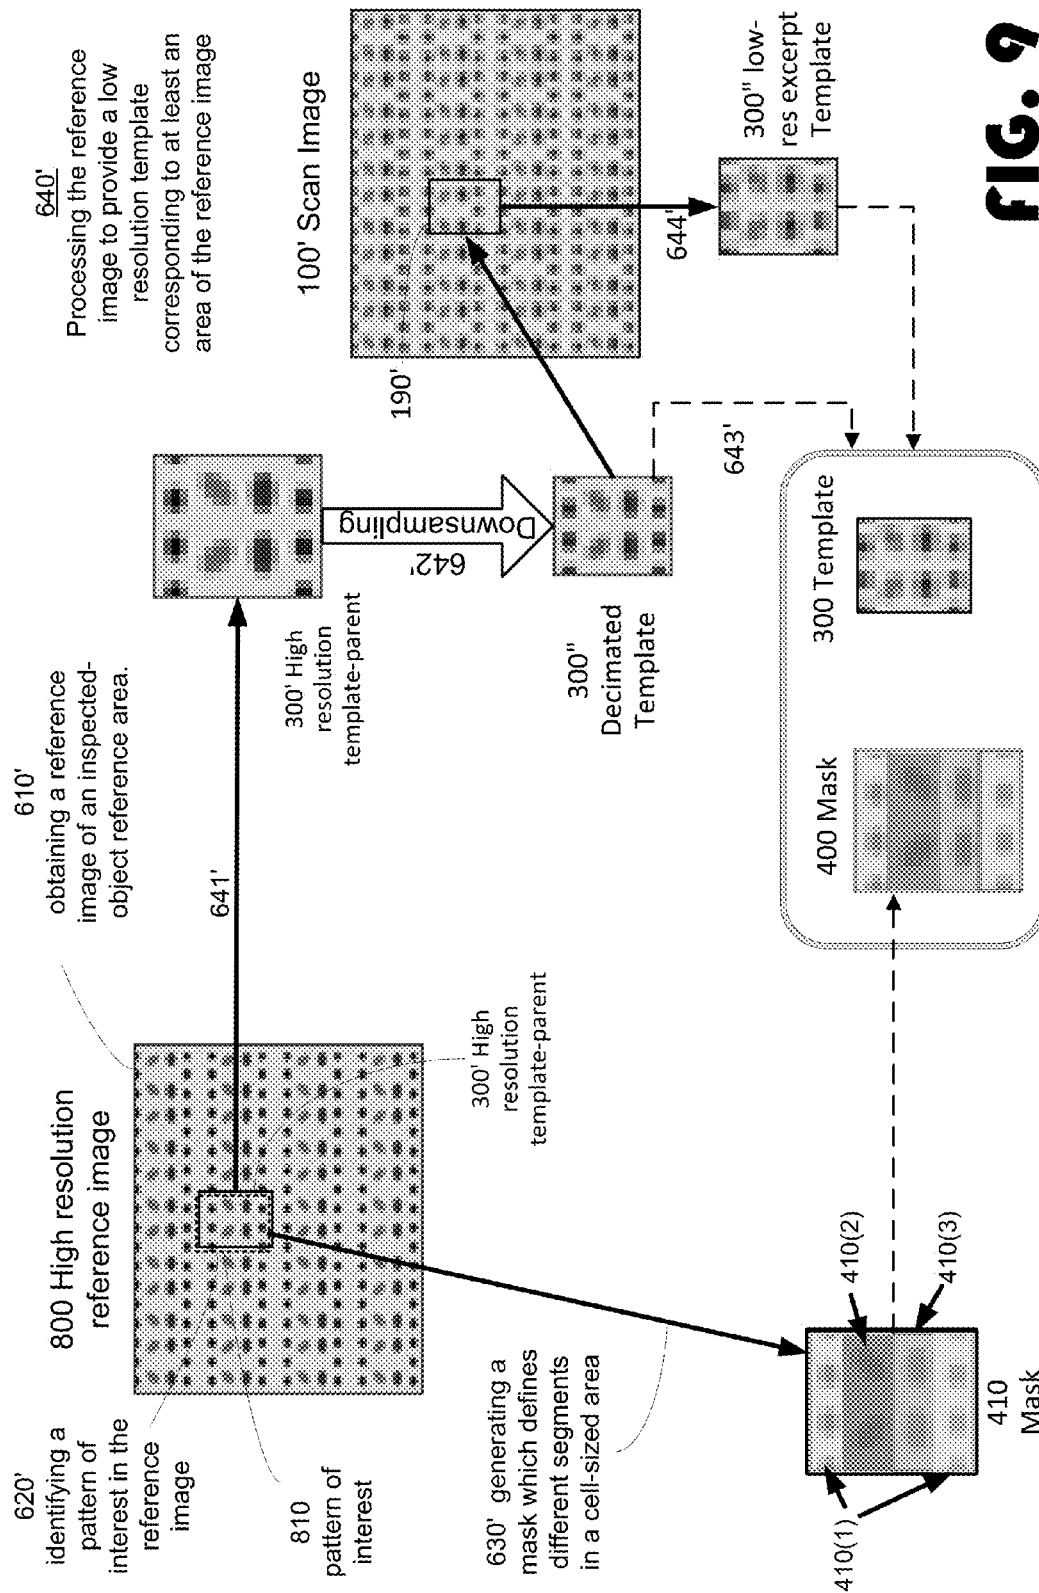 620'
identifying a
pattern of
interest in the
reference
image
800 High resolution
reference image
610'
obtaining a reference
image of an inspected-
object reference area.
640'
Processing the reference
image to provide a low
resolution template
corresponding to at least an
area of the reference image
810
pattern of
interest
641'
300' High
resolution
template-parent
300' High
resolution
template-parent
642'
Downsampling
100' Scan Image
190'
630' generating a
mask which defines
different segments
in a cell-sized area
300"
Decimated
Template
643'
644'
300" low-
res excerpt
Template
410(1)
410(2)
410(3)
410
Mask
400 Mask
300 Template
FIG. 9